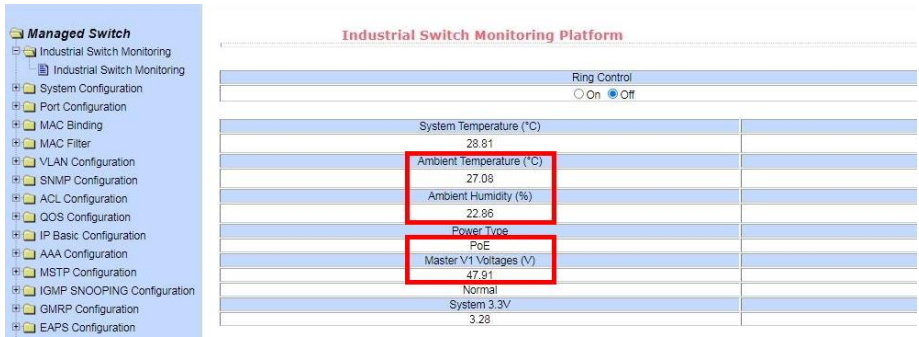 Managed Switch
Industrial Switch Monitoring
Industrial Switch Monitoring
System Configuration
Port Configuration
MAC Binding
MAC Filter
VLAN Configuration
SNMP Configuration
ACL Configuration
QOS Configuration
IP Basic Configuration
AAA Configuration
MSTP Configuration
IGMP SNOOPING Configuration
GMRP Configuration
EAPS Configuration
Industrial Switch Monitoring Platform
Ring Control
On Off
System Temperature (°C)
28.81
Ambient Temperature (°C)
27.08
Ambient Humidity (%)
22.86
Power Type
PoE
Master V1 Voltages (V)
47.91
Normal
System 3.3V
3.28